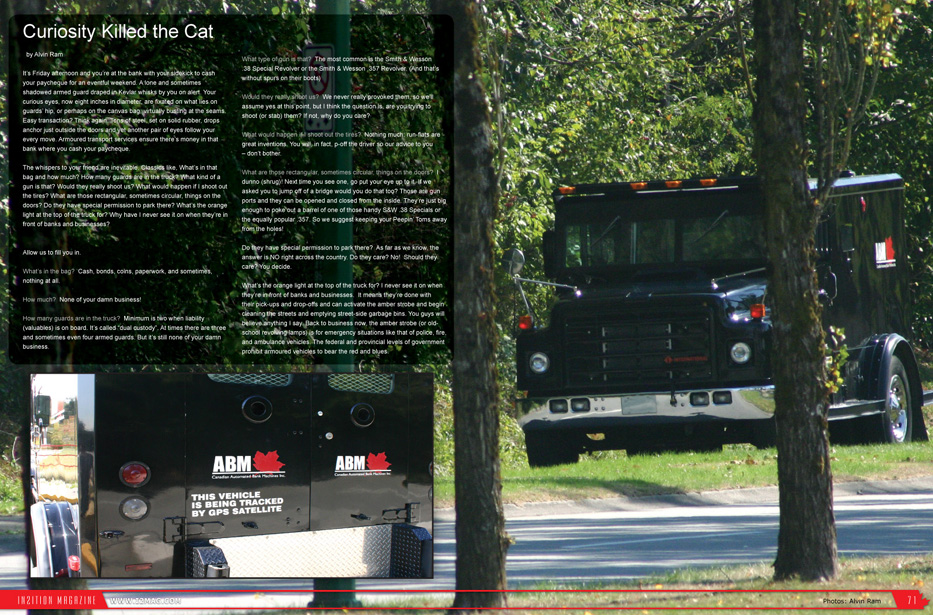 Curiosity Killed the Cat
by Alvin Ram
It's Friday afternoon and you're at the bank with your sidekick to cash
your paycheque for an eventful weekend. A lone and sometimes
shadowed armed guard draped in Kevlar whisks by you on alert. Your
curious eyes, now eight inches in diameter, are fixated on what lies on
guards' hip, or perhaps on the canvas bag virtually busting at the seams.
Easy transaction? Think again. Tons of steel, set on solid rubber, drops
anchor just outside the doors and yet another pair of eyes follow your
every move. Armoured transport services ensure there's money in that
bank where you cash your paycheque.
The whispers to your friend are inevitable. Classics like, What's in that
bag and how much? How many guards are in the truck? What kind of a
gun is that? Would they really shoot us? What would happen if I shoot out
the tires? What are those rectangular, sometimes circular, things on the
doors? Do they have special permission to park there? What's the orange
light at the top of the truck for? Why have I never see it on when they're in
front of banks and businesses?
Allow us to fill you in.
What's in the bag? Cash, bonds, coins, paperwork, and sometimes,
nothing at all.
How much? None of your damn business!
How many guards are in the truck? Minimum is two when liability
(valuables) is on board. It's called "dual custody". At times there are three
and sometimes even four armed guards. But it's still none of your damn
business.
What type of gun is that? The most common is the Smith & Wesson
.38 Special Revolver or the Smith & Wesson .357 Revolver. (And that's
without spurs on their boots)
Would they really shoot us? We never really provoked them, so we'll
assume yes at this point, but I think the question is, are you trying to
shoot (or stab) them? If not, why do you care?
What would happen if I shoot out the tires? Nothing much; run-flats are
great inventions. You will, in fact, p-off the driver so our advice to you
– don't bother.
What are those rectangular, sometimes circular, things on the doors? I
dunno (shrug)! Next time you see one, go put your eye up to it. If we
asked you to jump off of a bridge would you do that too? Those are gun
ports and they can be opened and closed from the inside. They're just big
enough to poke out a barrel of one of those handy S&W .38 Specials or
the equally popular .357. So we suggest keeping your Peepin' Toms away
from the holes!
Do they have special permission to park there? As far as we know, the
answer is NO right across the country. Do they care? No! Should they
care? You decide.
What's the orange light at the top of the truck for? I never see it on when
they're in front of banks and businesses. It means they're done with
their pick-ups and drop-offs and can activate the amber strobe and begin
cleaning the streets and emptying street-side garbage bins. You guys will
believe anything I say. Back to business now, the amber strobe (or old-
school revolving lamps) is for emergency situations like that of police, fire,
and ambulance vehicles. The federal and provincial levels of government
prohibit armoured vehicles to bear the red and blues.
ABM
ABM
Canadian Automated Bank Machines Inc.
ABM
Canadian Automated Bank Machines Inc.
THIS VEHICLE
IS BEING TRACKED
BY GPS SATELLITE
IN2ITION MAGAZINE
WWW.I2MAG.COM
Photos: Alvin Ram
71